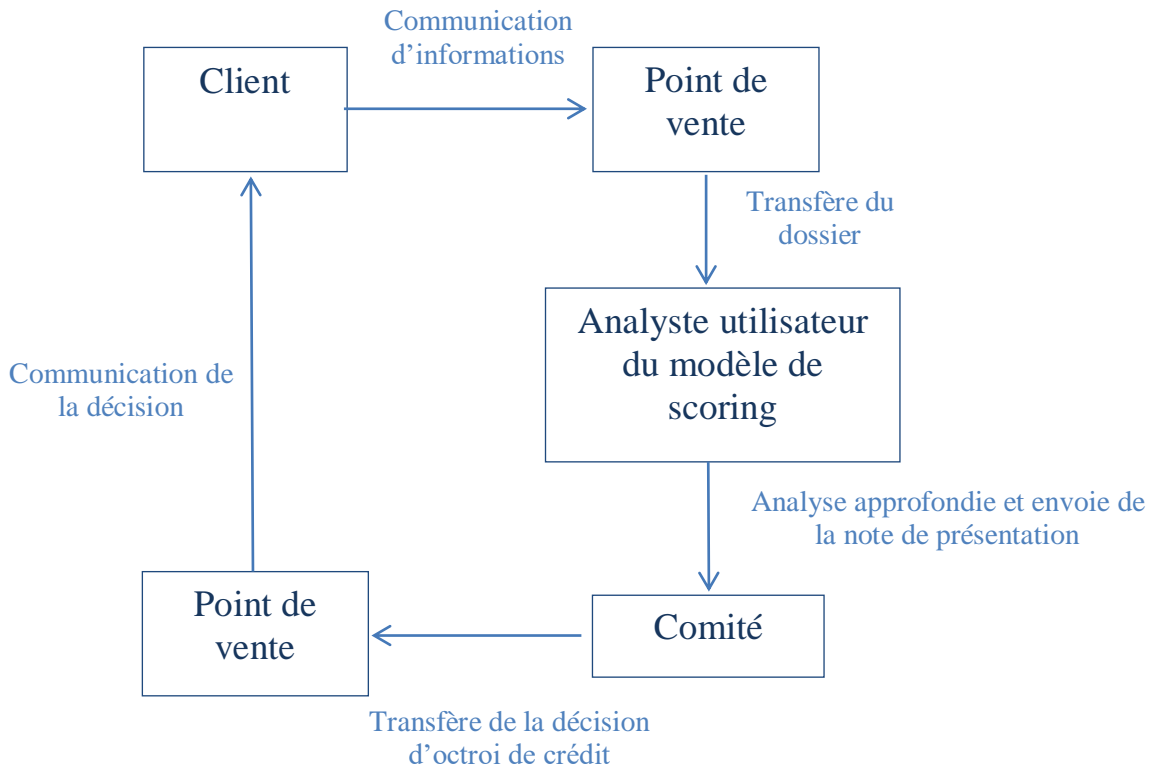 Communication
d’informations
Client
Point de
vente
Transfère du
dossier
Analyste utilisateur
du modèle de
scoring
Communication de
la décision
Analyse approfondie et envoie de
la note de présentation
Point de
vente
Comité
Transfère de la décision
d’octroi de crédit